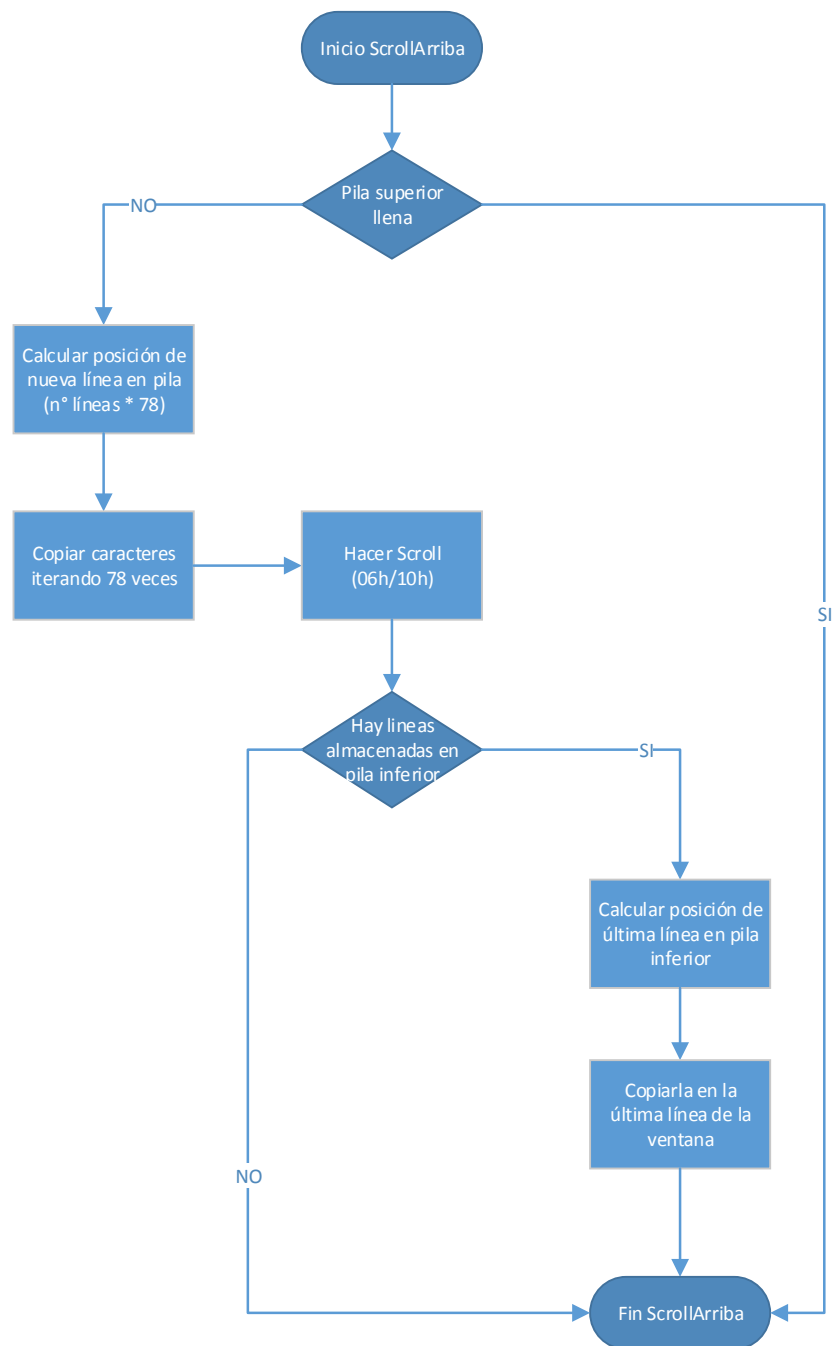 Inicio ScrollArriba
Pila superior
llena
NO
Calcular posición de
nueva línea en pila
(n° líneas * 78)
Copiar caracteres
iterando 78 veces
Hacer Scroll
(06h/10h)
SI
Hay lineas
almacenadas en
pila inferior
SI
Calcular posición de
última línea en pila
inferior
Copiarla en la
última línea de la
ventana
NO
Fin ScrollArriba